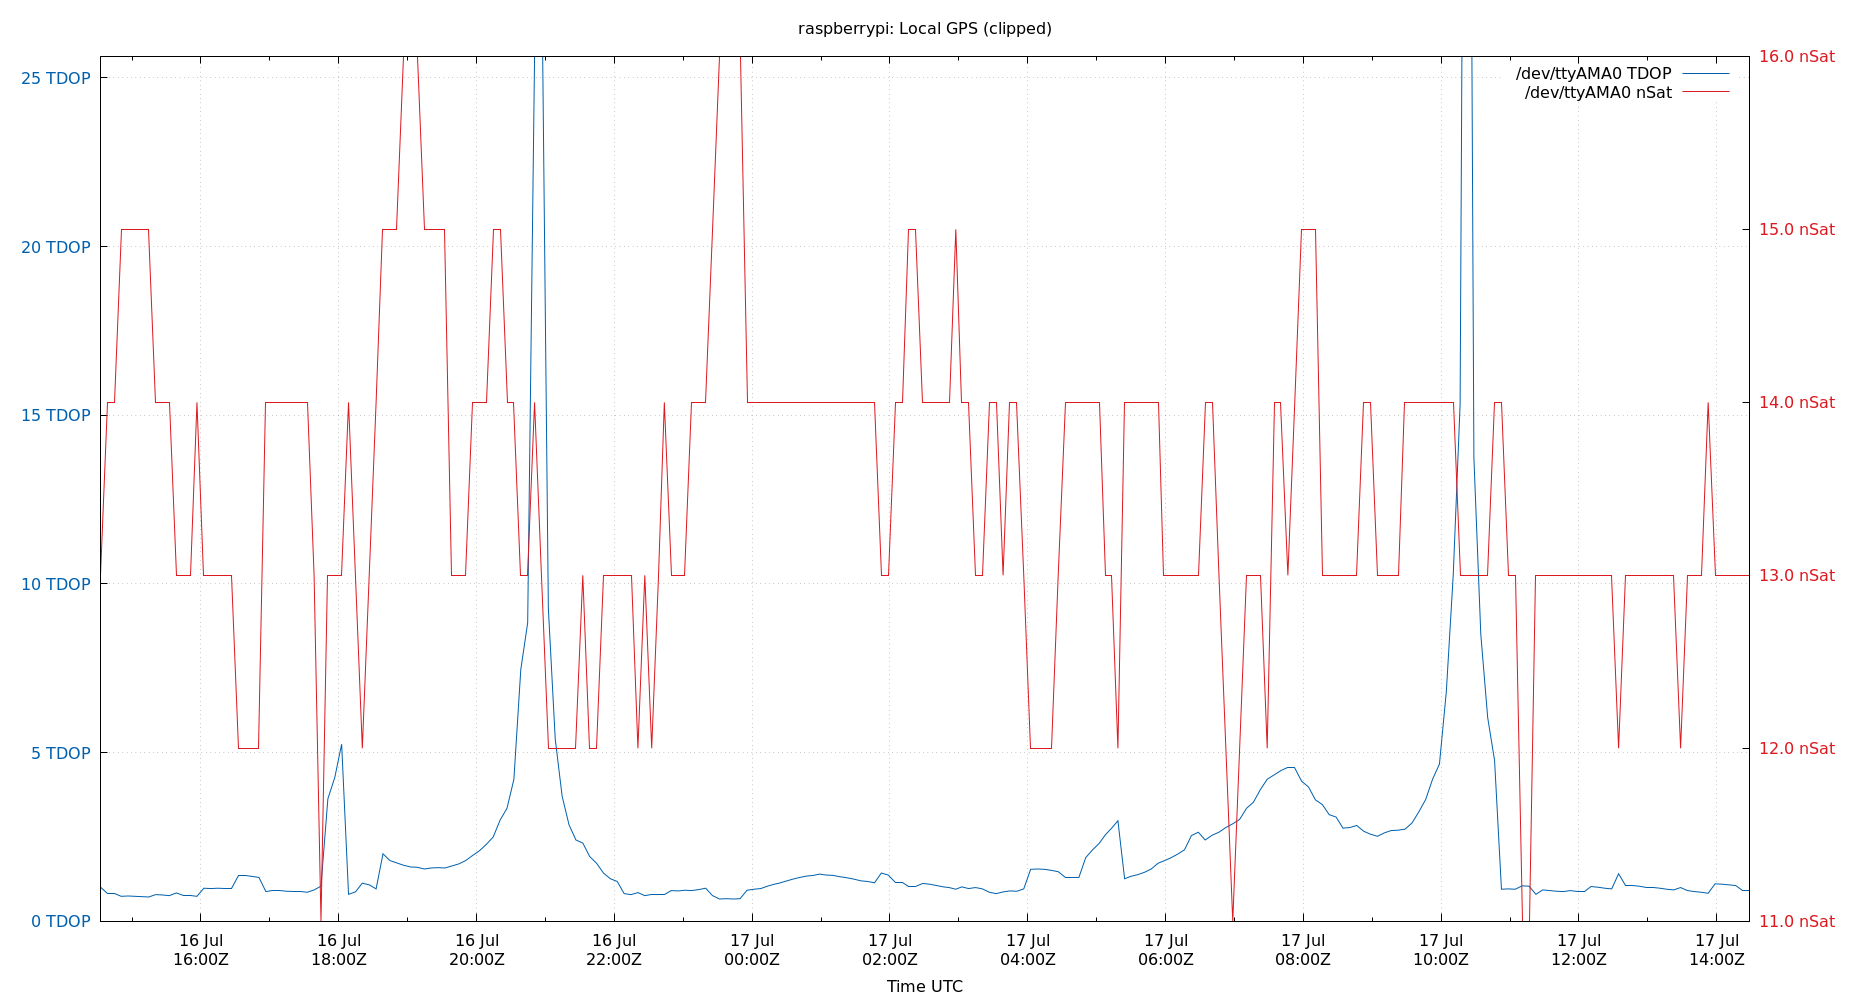 raspberrypi: Local GPS (clipped)
25 TDOP
20 TDOP
15 TDOP
10 TDOP
5 TDOP
0 TDOP
16.0 nSat
15.0 nSat
14.0 nSat
13.0 nSat
12.0 nSat
11.0 nSat
/dev/ttyAMA0 TDOP
/dev/ttyAMA0 nSat
16 Jul
16:00Z
16 Jul
18:00Z
16 Jul
20:00Z
16 Jul
22:00Z
17 Jul
00:00Z
17 Jul
02:00Z
17 Jul
04:00Z
17 Jul
06:00Z
17 Jul
08:00Z
17 Jul
10:00Z
17 Jul
12:00Z
17 Jul
14:00Z
Time UTC